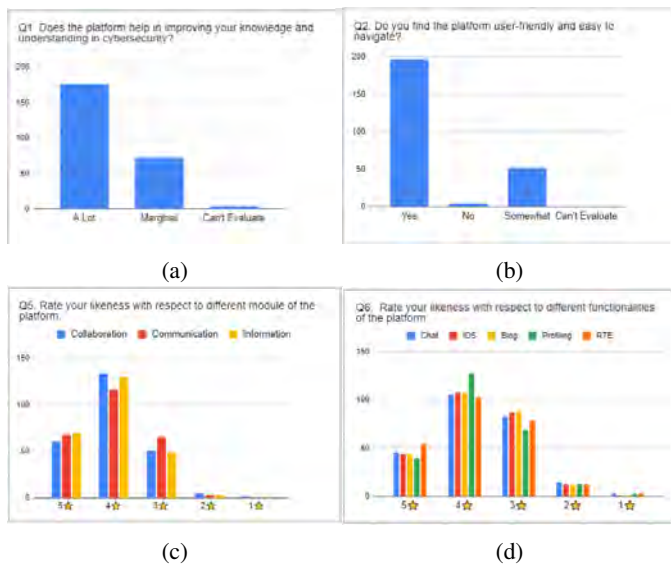 Q1. Does the platform help in improving your knowledge and
understanding in cybersecurity?
200
150
100
50
0
A Lot
Marginal
Can't Evaluate
(a)
Q2. Do you find the platform user-friendly and easy to
navigate?
200
150
100
50
0
Yes
No
Somewhat
Can't Evaluate
(b)
Q5. Rate your likeness with respect to different module of the
platform.
Collaboration
Communication
Information
150
100
50
0
5
4
3
2
1
(c)
Q6. Rate your likeness with respect to different functionalities
of the platform
Chat
IDS
Profiling
RTE
150
100
50
0
5
4
3
2
1
(d)